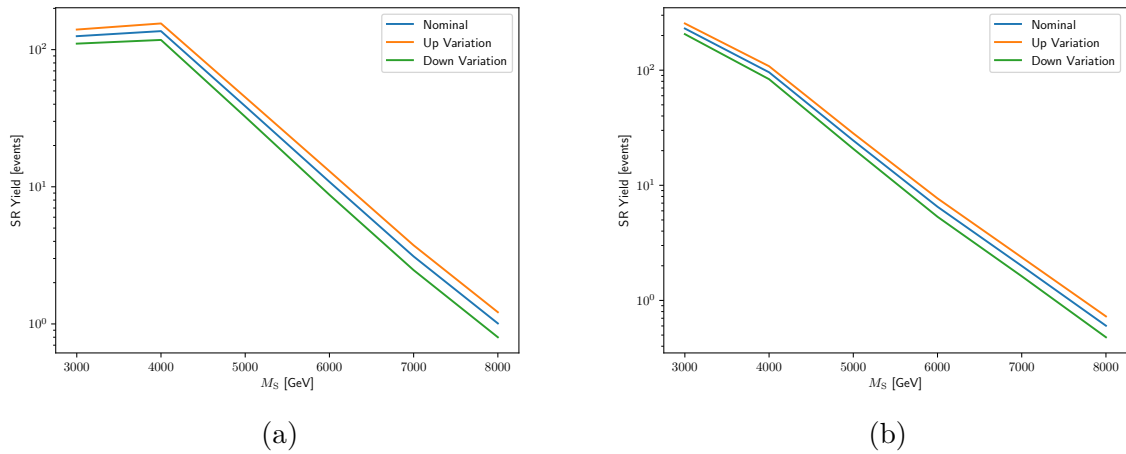 Nominal
Up Variation
Down Variation
SR Yield [events]
10²
10¹
10⁰
3000 4000 5000 6000 7000 8000
M_S [GeV]
(a)
Nominal
Up Variation
Down Variation
SR Yield [events]
10²
10¹
10⁰
3000 4000 5000 6000 7000 8000
M_S [GeV]
(b)